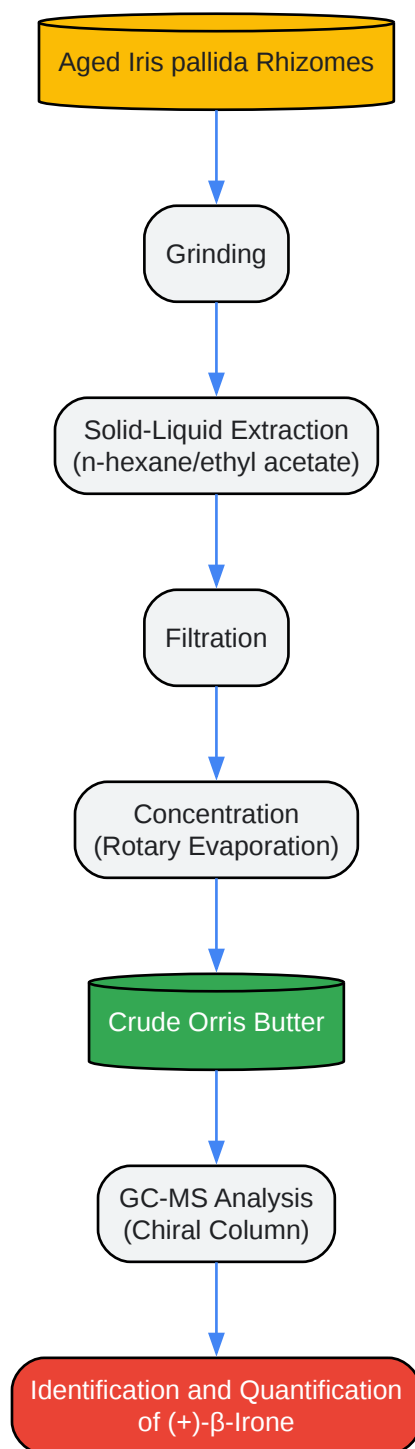 Aged Iris pallida Rhizomes
Grinding
Solid-Liquid Extraction
(n-hexane/ethyl acetate)
Filtration
Concentration
(Rotary Evaporation)
Crude Orris Butter
GC-MS Analysis
(Chiral Column)
Identification and Quantification
of (+)-β-Irone